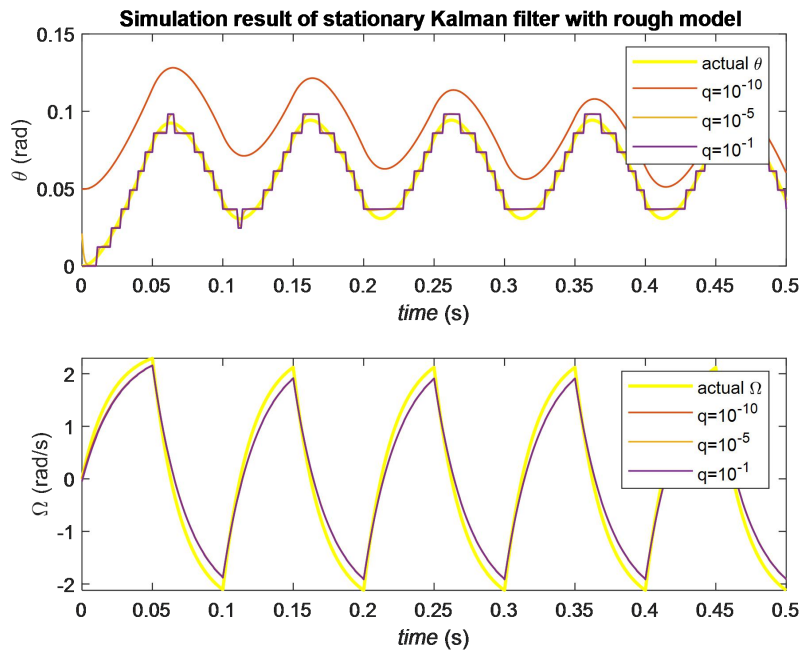 Simulation result of stationary Kalman filter with rough model
0.15
0.1
0.05
0
θ (rad)
actual θ
q=10⁻¹⁰
q=10⁻⁵
q=10⁻¹
0 0.05 0.1 0.15 0.2 0.25 0.3 0.35 0.4 0.45 0.5
time (s)
2
1
0
-1
-2
Ω (rad/s)
actual Ω
q=10⁻¹⁰
q=10⁻⁵
q=10⁻¹
0 0.05 0.1 0.15 0.2 0.25 0.3 0.35 0.4 0.45 0.5
time (s)